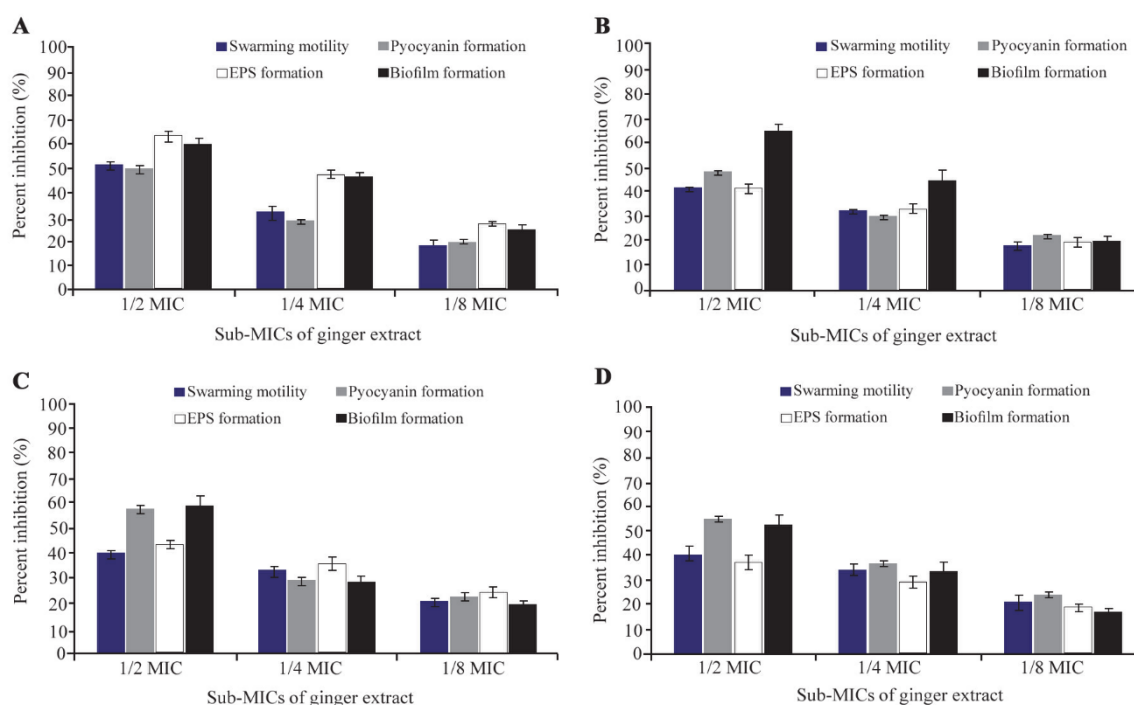 A
Swarming motility
Pyocyanin formation
EPS formation
Biofilm formation
Percent inhibition (%)
100
90
80
70
60
50
40
30
20
10
0
1/2 MIC
1/4 MIC
1/8 MIC
Sub-MICs of ginger extract
B
Swarming motility
Pyocyanin formation
EPS formation
Biofilm formation
Percent inhibition (%)
100
90
80
70
60
50
40
30
20
10
0
1/2 MIC
1/4 MIC
1/8 MIC
Sub-MICs of ginger extract
C
Swarming motility
Pyocyanin formation
EPS formation
Biofilm formation
Percent inhibition (%)
100
90
80
70
60
50
40
30
20
10
0
1/2 MIC
1/4 MIC
1/8 MIC
Sub-MICs of ginger extract
D
Swarming motility
Pyocyanin formation
EPS formation
Biofilm formation
Percent inhibition (%)
100
90
80
70
60
50
40
30
20
10
0
1/2 MIC
1/4 MIC
1/8 MIC
Sub-MICs of ginger extract